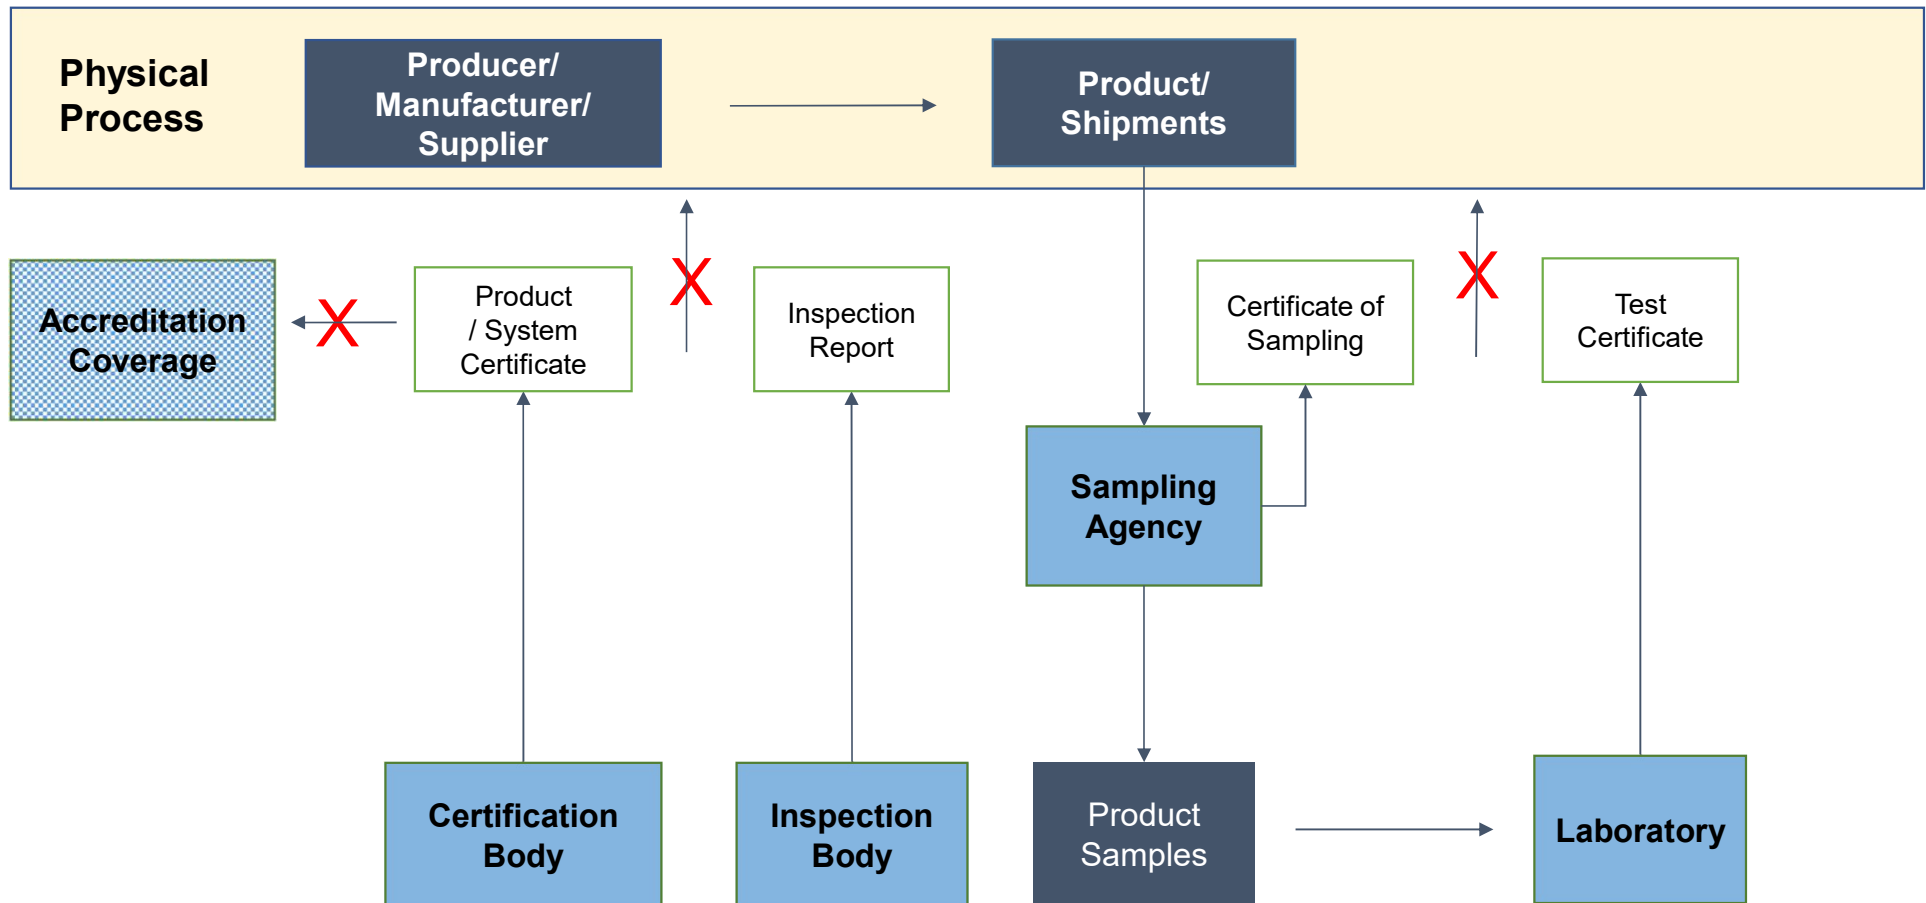 Physical
Process
Producer/
Manufacturer/
Supplier
Product/
Shipments
Accreditation
Coverage
X
Product
/ System
Certificate
X
Inspection
Report
Certificate of
Sampling
X
Test
Certificate
Sampling
Agency
Certification
Body
Inspection
Body
Product
Samples
Laboratory